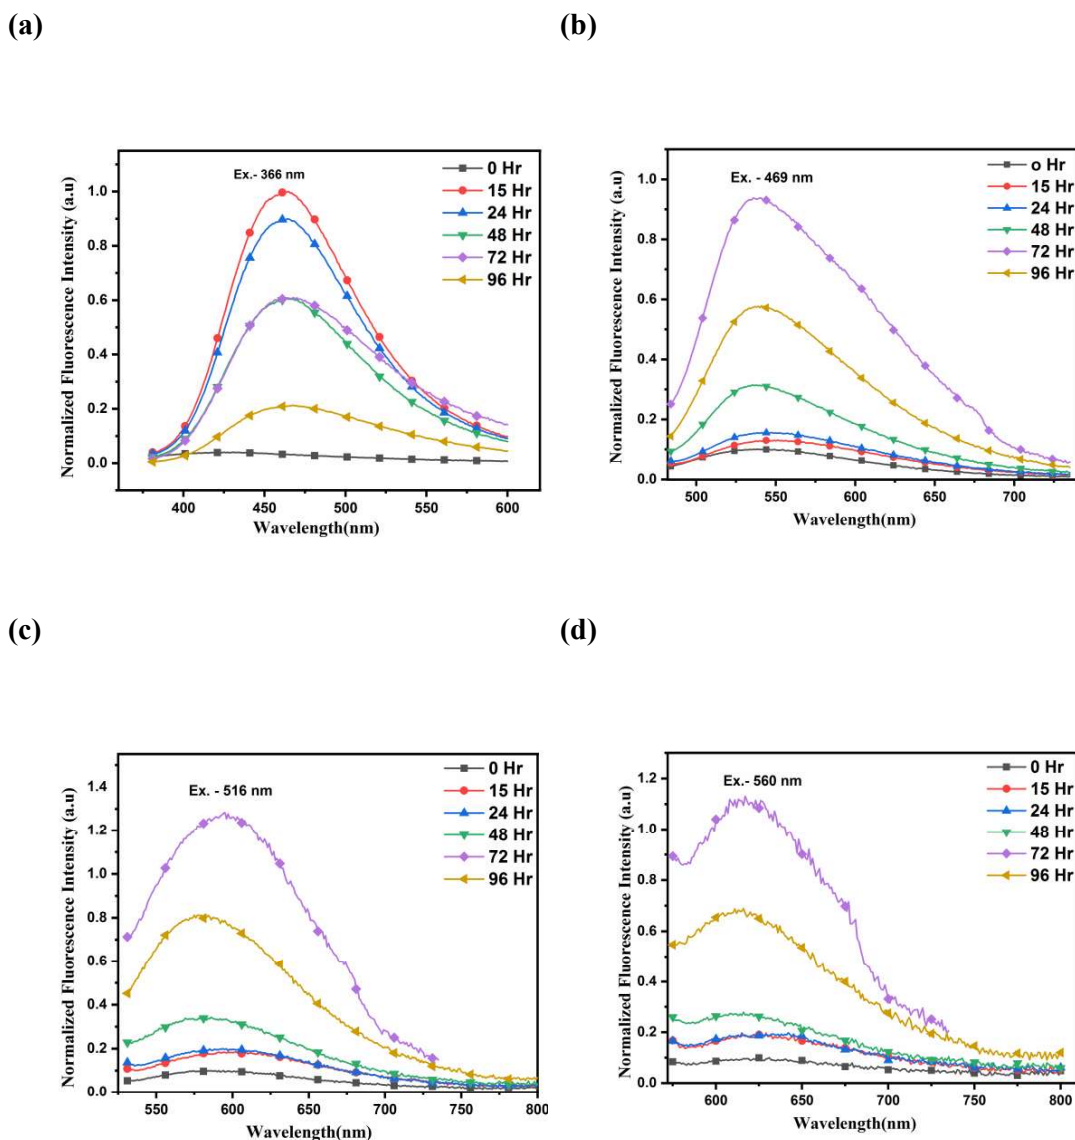 (a)
(b)
Ex.- 366 nm
0 Hr
15 Hr
24 Hr
48 Hr
72 Hr
96 Hr
1.0
0.8
0.6
0.4
0.2
0.0
400
450
500
550
600
Wavelength(nm)
Normalized Fluorescence Intensity (a.u)
Ex. - 469 nm
o Hr
15 Hr
24 Hr
48 Hr
72 Hr
96 Hr
1.0
0.8
0.6
0.4
0.2
0.0
500
550
600
650
700
Wavelength(nm)
Normalized Fluorescence Intensity (a.u)
(c)
(d)
Ex. - 516 nm
0 Hr
15 Hr
24 Hr
48 Hr
72 Hr
96 Hr
1.4
1.2
1.0
0.8
0.6
0.4
0.2
0.0
550
600
650
700
750
800
Wavelength(nm)
Normalized Fluorescence Intensity (a.u)
Ex.- 560 nm
0 Hr
15 Hr
24 Hr
48 Hr
72 Hr
96 Hr
1.2
1.0
0.8
0.6
0.4
0.2
0.0
600
650
700
750
800
Wavelength(nm)
Normalized Fluorescence Intensity (a.u)